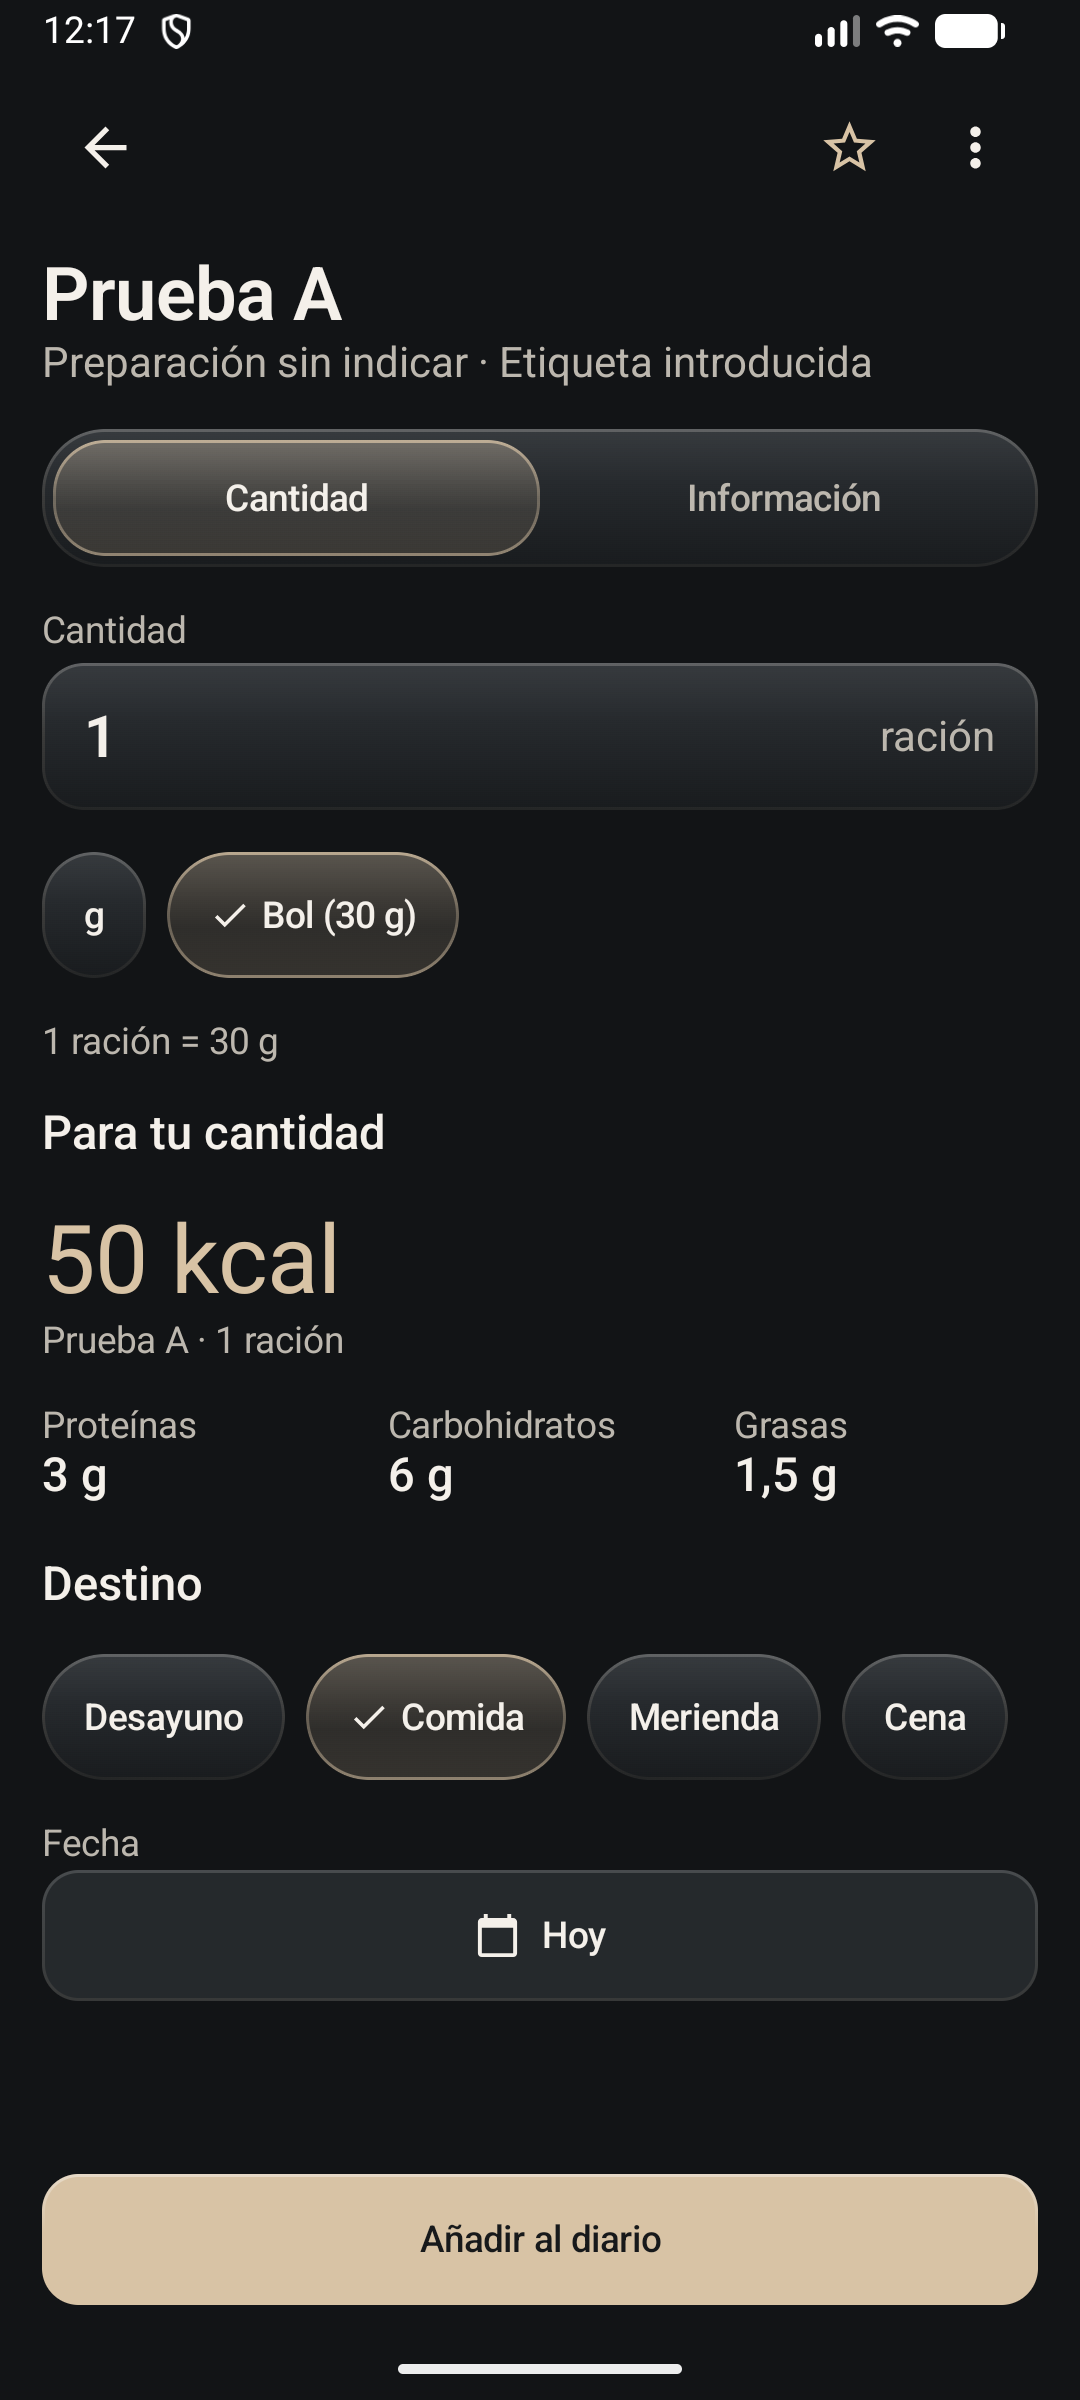 12:17
Prueba A
Preparación sin indicar · Etiqueta introducida
Cantidad
Información
Cantidad
1
ración
g
Bol (30 g)
1 ración = 30 g
Para tu cantidad
50 kcal
Prueba A · 1 ración
Proteínas
Carbohidratos
Grasas
3 g
6 g
1,5 g
Destino
Desayuno
Comida
Merienda
Cena
Fecha
Hoy
Añadir al diario